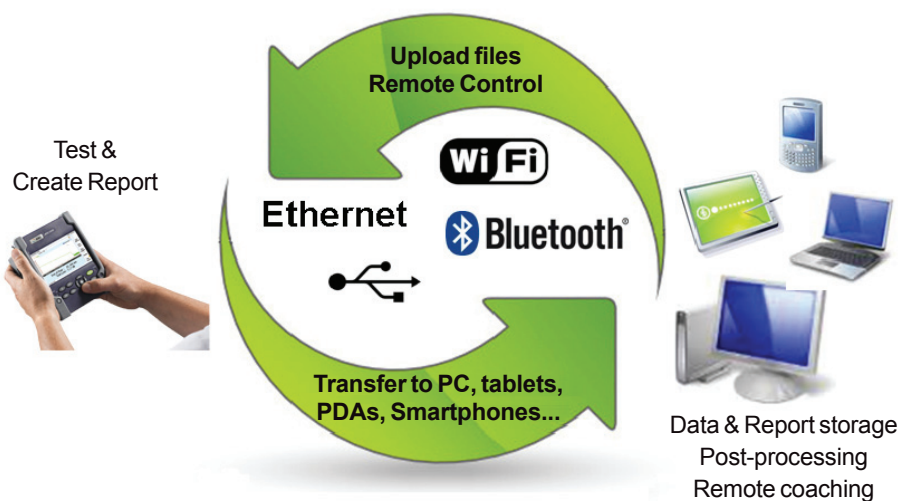 Upload files
Remote Control
Test &
Create Report
WiFi
Ethernet
Bluetooth®
Transfer to PC, tablets,
PDAs, Smartphones...
Data & Report storage
Post-processing
Remote coaching